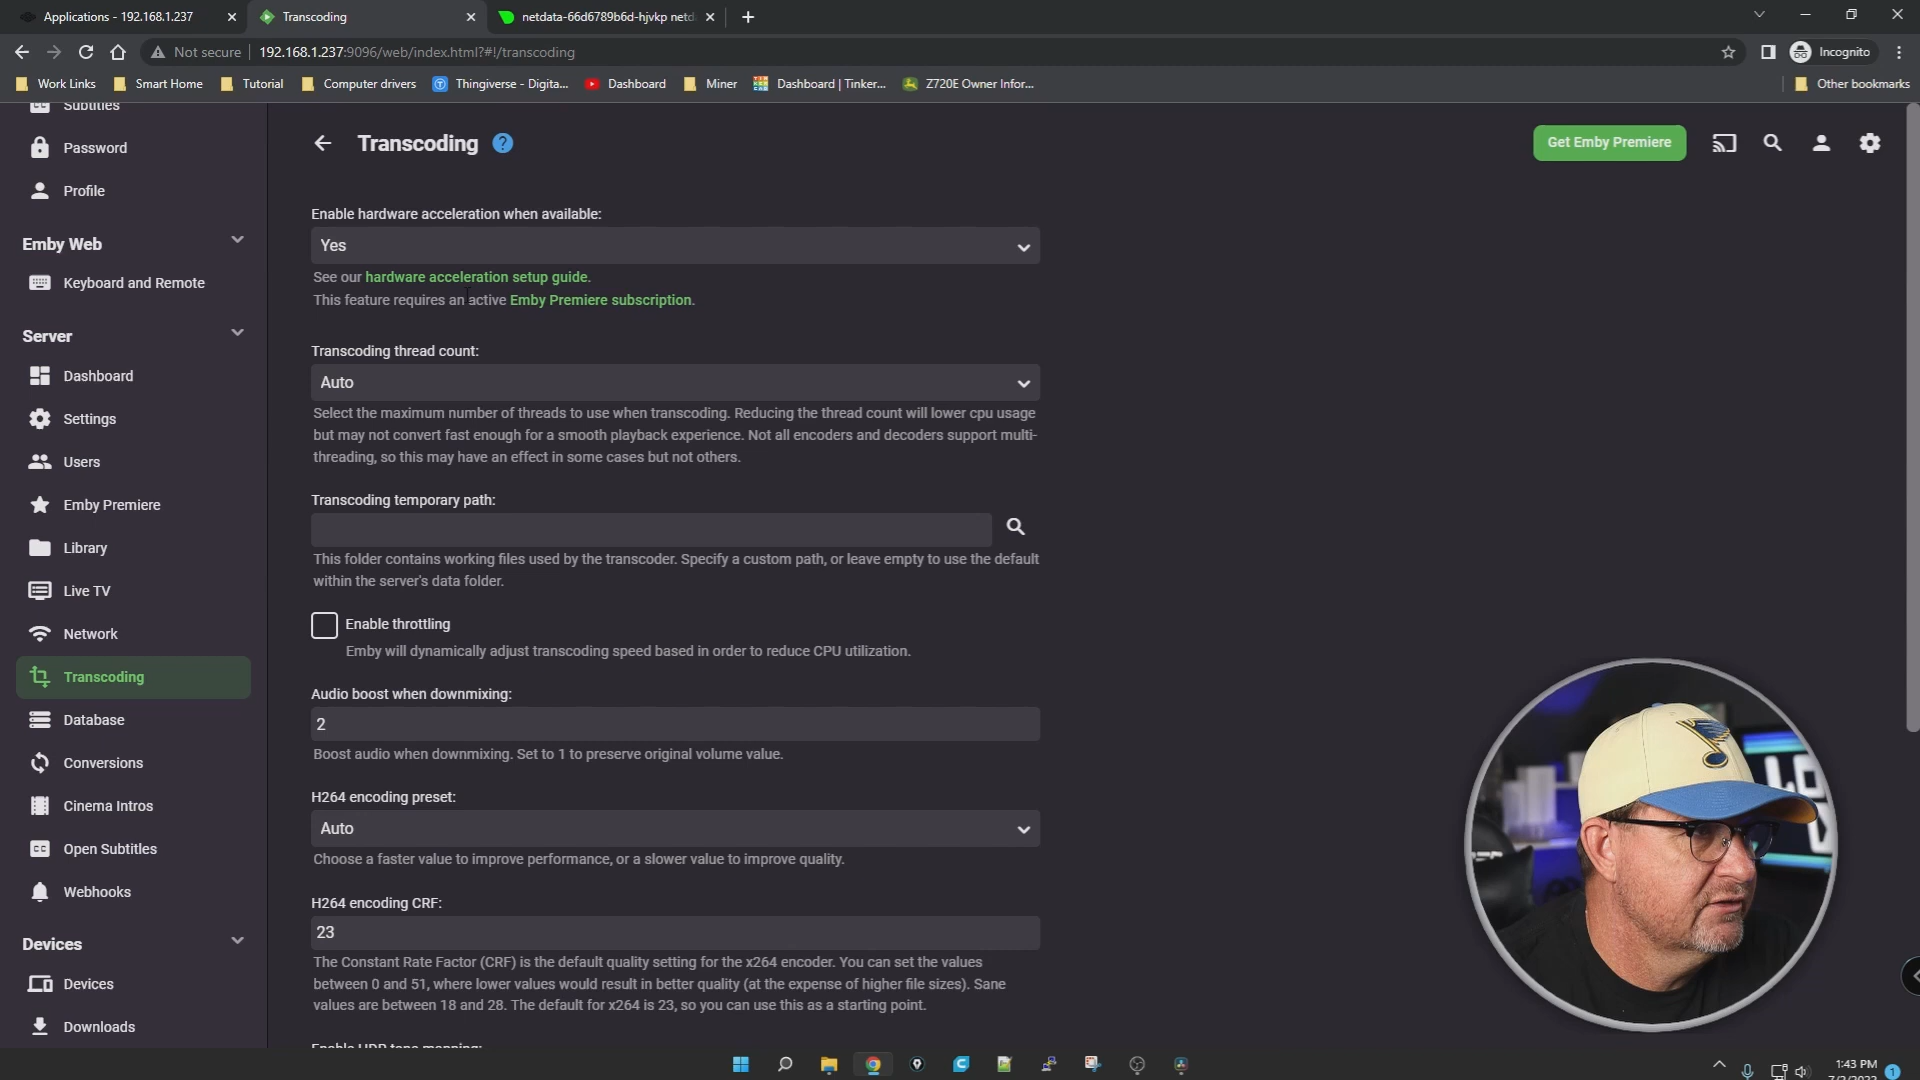 Applications - 192.168.1.237
Transcoding
netdata-66d6789b6d-hjvkp netd
Not secure
192.168.1.237:9096/web/index.html?#!/transcoding
Incognito
Work Links
Smart Home
Tutorial
Computer drivers
Thingiverse - Digita...
Dashboard
Miner
Dashboard | Tinker...
Z720E Owner Infor...
Other bookmarks
Subtitles
Password
Profile
Emby Web
Keyboard and Remote
Server
Dashboard
Settings
Users
Emby Premiere
Library
Live TV
Network
Transcoding
Database
Conversions
Cinema Intros
Open Subtitles
Webhooks
Devices
Devices
Downloads
Transcoding
Get Emby Premiere
Enable hardware acceleration when available:
Yes
See our hardware acceleration setup guide.
This feature requires an active Emby Premiere subscription.
Transcoding thread count:
Auto
Select the maximum number of threads to use when transcoding. Reducing the thread count will lower cpu usage
but may not convert fast enough for a smooth playback experience. Not all encoders and decoders support multi-
threading, so this may have an effect in some cases but not others.
Transcoding temporary path:
This folder contains working files used by the transcoder. Specify a custom path, or leave empty to use the default
within the server's data folder.
Enable throttling
Emby will dynamically adjust transcoding speed based in order to reduce CPU utilization.
Audio boost when downmixing:
2
Boost audio when downmixing. Set to 1 to preserve original volume value.
H264 encoding preset:
Auto
Choose a faster value to improve performance, or a slower value to improve quality.
H264 encoding CRF:
23
The Constant Rate Factor (CRF) is the default quality setting for the x264 encoder. You can set the values
between 0 and 51, where lower values would result in better quality (at the expense of higher file sizes). Sane
values are between 18 and 28. The default for x264 is 23, so you can use this as a starting point.
Enable HDR tone mapping:
1:43 PM
1